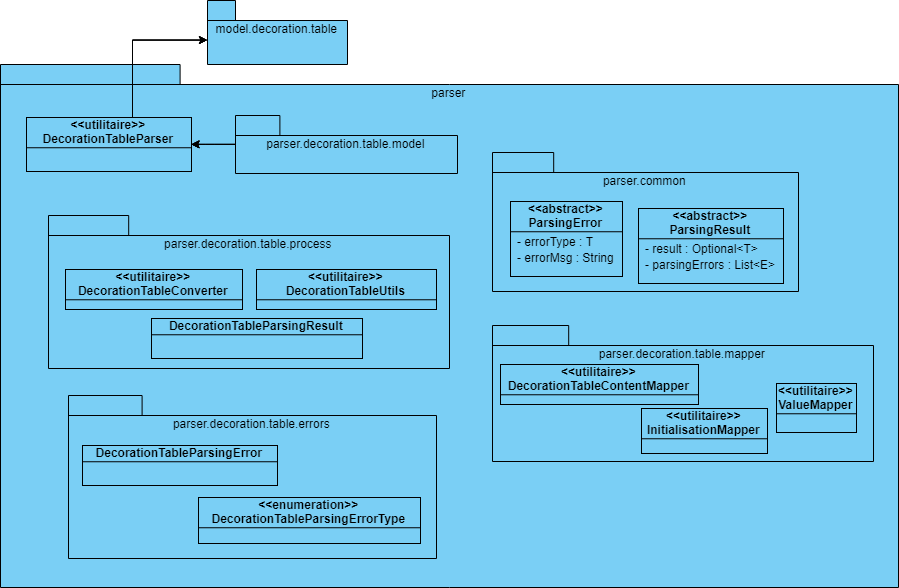 model.decoration.table
parser
<<utilitaire>>
DecorationTableParser
parser.decoration.table.model
parser.common
<<abstract>>
ParsingError
- errorType : T
- errorMsg : String
<<abstract>>
ParsingResult
- result : Optional<T>
- parsingErrors : List<E>
parser.decoration.table.process
<<utilitaire>>
DecorationTableConverter
<<utilitaire>>
DecorationTableUtils
DecorationTableParsingResult
parser.decoration.table.mapper
<<utilitaire>>
DecorationTableContentMapper
<<utilitaire>>
ValueMapper
<<utilitaire>>
InitialisationMapper
parser.decoration.table.errors
DecorationTableParsingError
<<enumeration>>
DecorationTableParsingErrorType